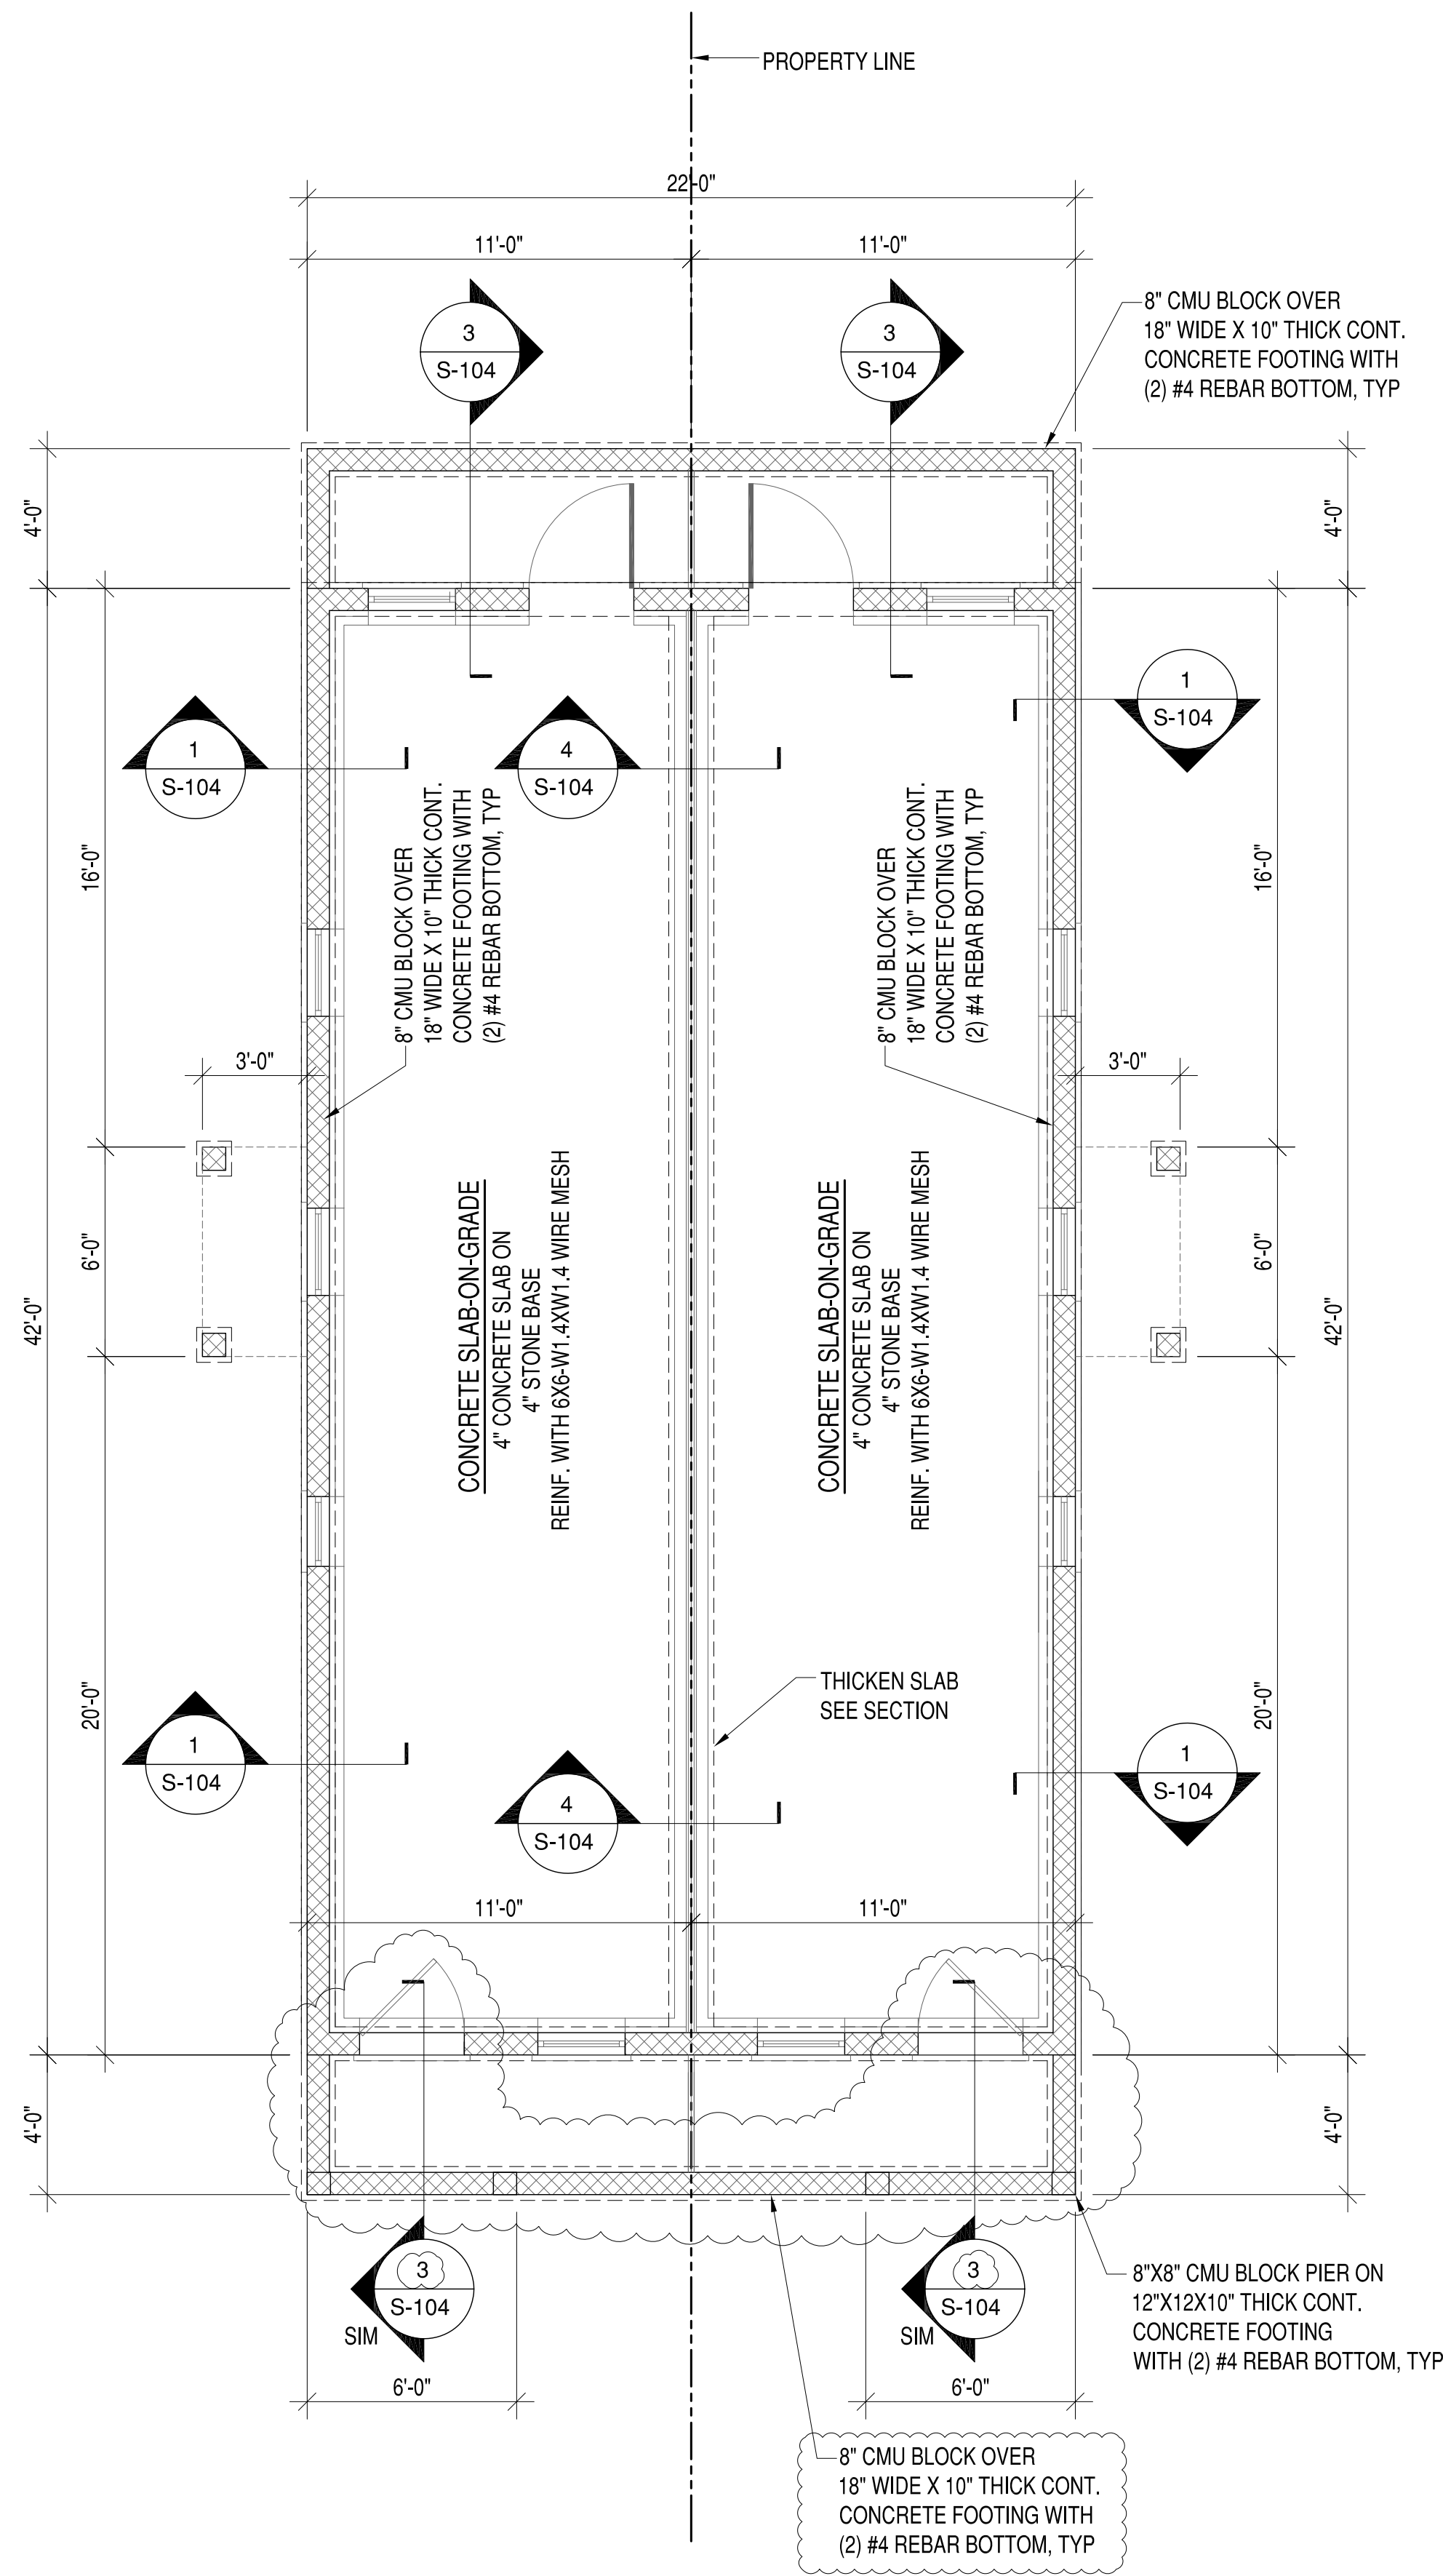 PROPERTY LINE
22'-0"
11'-0"
11'-0"
8" CMU BLOCK OVER
18" WIDE X 10" THICK CONT.
CONCRETE FOOTING WITH
(2) #4 REBAR BOTTOM, TYP
3
S-104
3
S-104
4'-0"
4'-0"
1
S-104
4
S-104
1
S-104
16'-0"
8" CMU BLOCK OVER
18" WIDE X 10" THICK CONT.
CONCRETE FOOTING WITH
(2) #4 REBAR BOTTOM, TYP
8" CMU BLOCK OVER
18" WIDE X 10" THICK CONT.
CONCRETE FOOTING WITH
(2) #4 REBAR BOTTOM, TYP
16'-0"
3'-0"
3'-0"
6'-0"
42'-0"
CONCRETE SLAB-ON-GRADE
4" CONCRETE SLAB ON
4" STONE BASE
REINF. WITH 6X6-W1.4XW1.4 WIRE MESH
CONCRETE SLAB-ON-GRADE
4" CONCRETE SLAB ON
4" STONE BASE
REINF. WITH 6X6-W1.4XW1.4 WIRE MESH
6'-0"
42'-0"
THICKEN SLAB
SEE SECTION
20'-0"
20'-0"
1
S-104
4
S-104
1
S-104
11'-0"
11'-0"
4'-0"
4'-0"
3
S-104
SIM
3
S-104
SIM
8"X8" CMU BLOCK PIER ON
12"X12X10" THICK CONT.
CONCRETE FOOTING
WITH (2) #4 REBAR BOTTOM, TYP
6'-0"
6'-0"
8" CMU BLOCK OVER
18" WIDE X 10" THICK CONT.
CONCRETE FOOTING WITH
(2) #4 REBAR BOTTOM, TYP